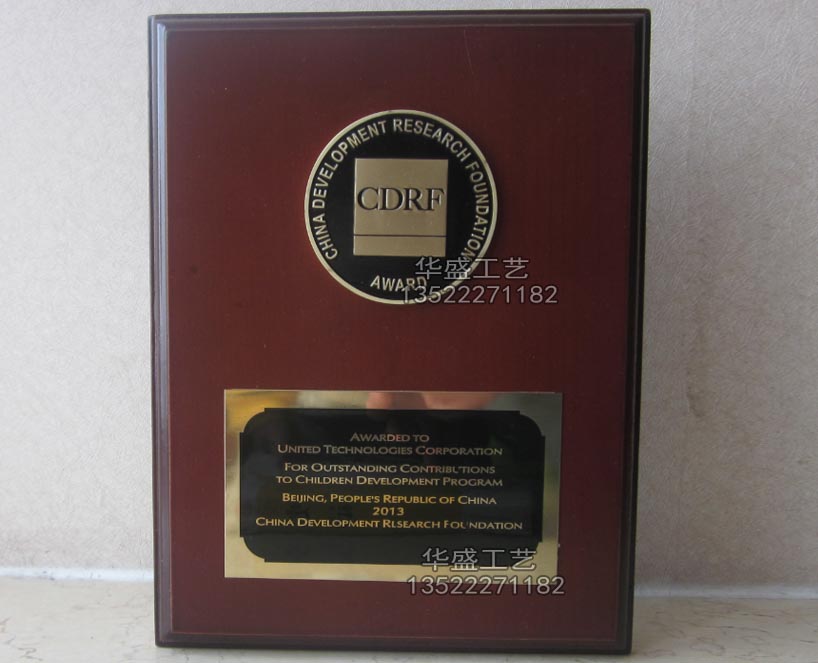 CHINA DEVELOPMENT RESEARCH FOUNDATION
CDRF
AWARD
华盛工艺
13522271182
AWARDED TO
UNITED TECHNOLOGIES CORPORATION
FOR OUTSTANDING CONTRIBUTIONS
TO CHILDREN DEVELOPMENT PROGRAM
BEIJING, PEOPLE'S REPUBLIC OF CHINA
2013
CHINA DEVELOPMENT RLSEARCH FOUNDATION
华盛工艺
13522271182